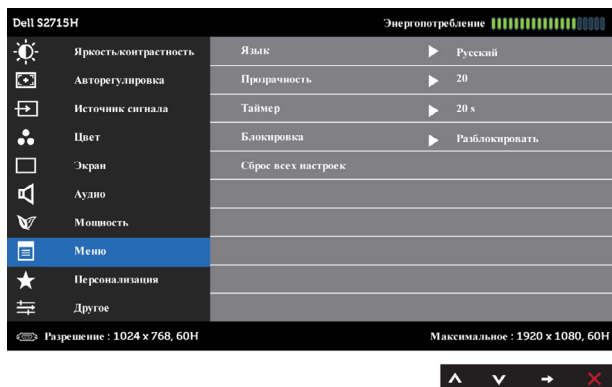 Dell S2715H Энергопотребление
Яркость/контрастность Язык Русский
Авторегулировка Прозрачность 20
Источник сигнала Таймер 20 s
Цвет Блокировка Разблокировать
Экран Сброс всех настроек
Аудио
Мощность
Меню
Персонализация
Другое
Разрешение : 1024 x 768, 60H Максимальное : 1920 x 1080, 60H